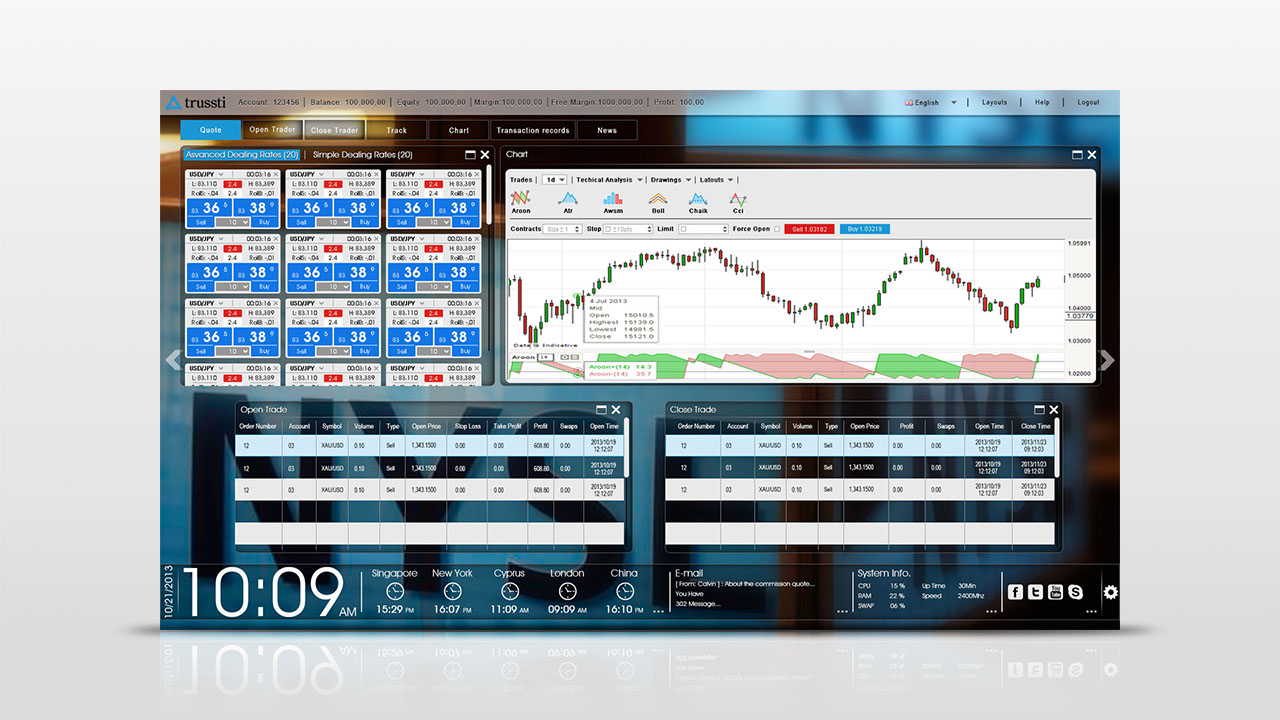 trussti Account: 123456 | Balance: 100,000,00 | Equity: 100,000,00 | Margin: 100,000,00 | Free Margin: 1000,000,00 | Profit: 100,00 English | Layouts | Help | Logout
Quote Open Trader Close Trader Track Chart Transaction records News
Asvanced Dealing Rates (20) | Simple Dealing Rates (20)
USD/JPY 00:03:16 USD/JPY 00:03:16 USD/JPY 00:03:16
L: 83.110 2.4 H: 83,389 L: 83.110 2.4 H: 83,389 L: 83.110 2.4 H: 83,389
RolS: -.04 2.4 RolB: -,01 RolS: -.04 2.4 RolB: -,01 RolS: -.04 2.4 RolB: -,01
83 36 5 83 38 9 83 36 5 83 38 9 83 36 5 83 38 9
Sell 10 Buy Sell 10 Buy Sell 10 Buy
USD/JPY 00:03:16 USD/JPY 00:03:16 USD/JPY 00:03:16
L: 83.110 2.4 H: 83,389 L: 83.110 2.4 H: 83,389 L: 83.110 2.4 H: 83,389
RolS: -.04 2.4 RolB: -,01 RolS: -.04 2.4 RolB: -,01 RolS: -.04 2.4 RolB: -,01
83 36 5 83 38 9 83 36 5 83 38 9 83 36 5 83 38 9
Sell 10 Buy Sell 10 Buy Sell 10 Buy
USD/JPY 00:03:16 USD/JPY 00:03:16 USD/JPY 00:03:16
L: 83.110 2.4 H: 83,389 L: 83.110 2.4 H: 83,389 L: 83.110 2.4 H: 83,389
RolS: -.04 2.4 RolB: -,01 RolS: -.04 2.4 RolB: -,01 RolS: -.04 2.4 RolB: -,01
83 36 5 83 38 9 83 36 5 83 38 9 83 36 5 83 38 9
Sell 10 Buy Sell 10 Buy Sell 10 Buy
USD/JPY 00:03:16 USD/JPY 00:03:16 USD/JPY 00:03:16
L: 83.110 2.4 H: 83,389 L: 83.110 2.4 H: 83,389 L: 83.110 2.4 H: 83,389
Chart
Trades | 1d | Techical Analysis | Drawings | Latouts |
Aroon Atr Awsm Boll Chaik Cci
Contracts Size ≥ 1 Stop ±10pts Limit Force Open Sell 1.03182 Buy 1.03219
1.05991
1.05000
1.04000
1.03779
1.03000
1.02000
4 Jul 2013
Mid
Open 15010.5
Highest 15139.0
Lowest 14981.5
Close 15121.0
Data is Indicative
Aroon 14
Aroon+(14) 14.3
Aroon-(14) 35.7
Open Trade
Order Number Account Symbol Volume Type Open Price Stop Loss Take Profit Profit Swaps Open Time
12 03 XAU/USD 0.10 Sell 1,343.1500 0.00 0.00 608.80 0.00 2013/10/19 12:12:07
12 03 XAU/USD 0.10 Sell 1,343.1500 0.00 0.00 608.80 0.00 2013/10/19 12:12:07
12 03 XAU/USD 0.10 Sell 1,343.1500 0.00 0.00 608.80 0.00 2013/10/19 12:12:07
Close Trade
Order Number Account Symbol Volume Type Open Price Profit Swaps Open Time Close Time
12 03 XAU/USD 0.10 Sell 1,343.1500 0.00 0.00 2013/10/19 12:12:07 2013/11/23 09:12:03
12 03 XAU/USD 0.10 Sell 1,343.1500 0.00 0.00 2013/10/19 12:12:07 2013/11/23 09:12:03
12 03 XAU/USD 0.10 Sell 1,343.1500 0.00 0.00 2013/10/19 12:12:07 2013/11/23 09:12:03
NYSE
10/21/2013
10:09 AM
Singapore New York Cyprus London China
15:29 PM 16:07 PM 11:09 AM 09:09 AM 16:10 PM
E-mail
[ From: Calvin ] : About the commission quote...
You Have
302 Message...
System Info.
CPU 15 % Up Time 30Min
RAM 22 % Speed 2400Mhz
SWAP 06 %
You Tube